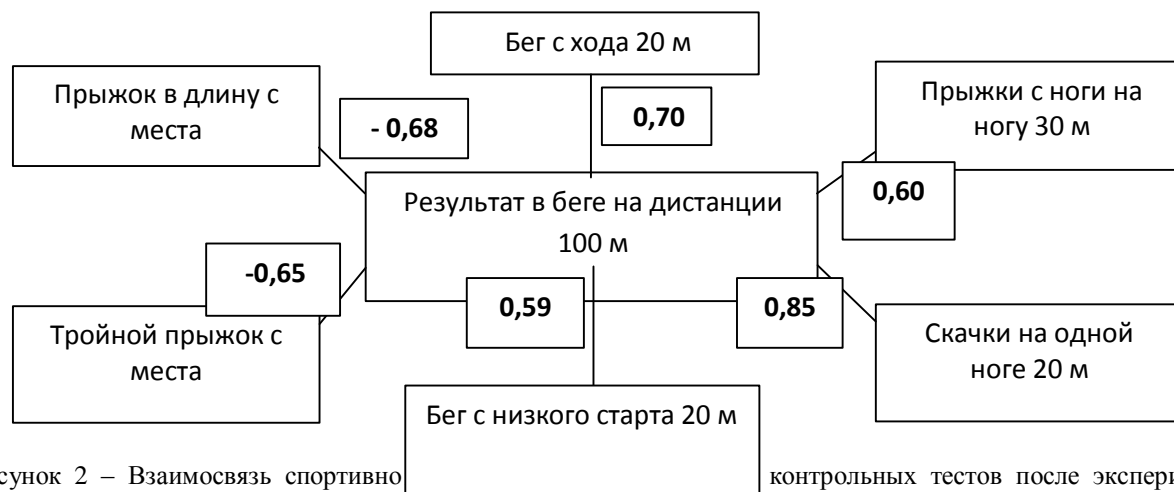 Бег с хода 20 м
Прыжок в длину с
места
- 0,68
0,70
Прыжки с ноги на
ногу 30 м
0,60
Результат в беге на дистанции
100 м
-0,65
0,59
0,85
Тройной прыжок с
места
Скачки на одной
ноге 20 м
Бег с низкого старта 20 м
сунок 2 – Взаимосвязь спортивно контрольных тестов после экспери